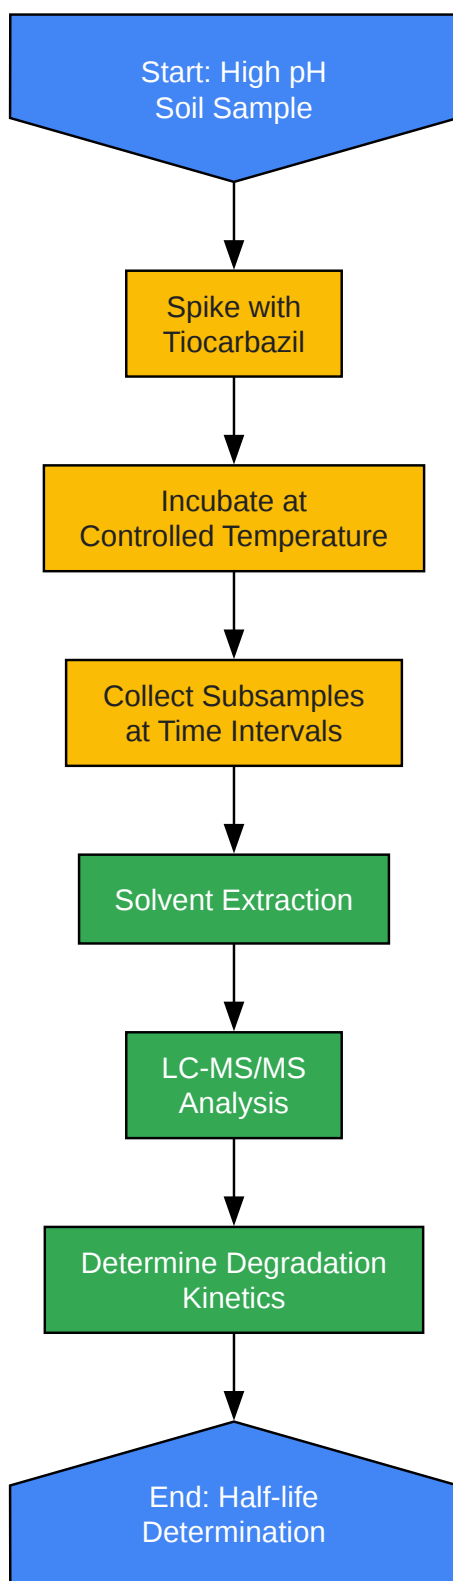 Start: High pH
Soil Sample
Spike with
Tiocarbazil
Incubate at
Controlled Temperature
Collect Subsamples
at Time Intervals
Solvent Extraction
LC-MS/MS
Analysis
Determine Degradation
Kinetics
End: Half-life
Determination